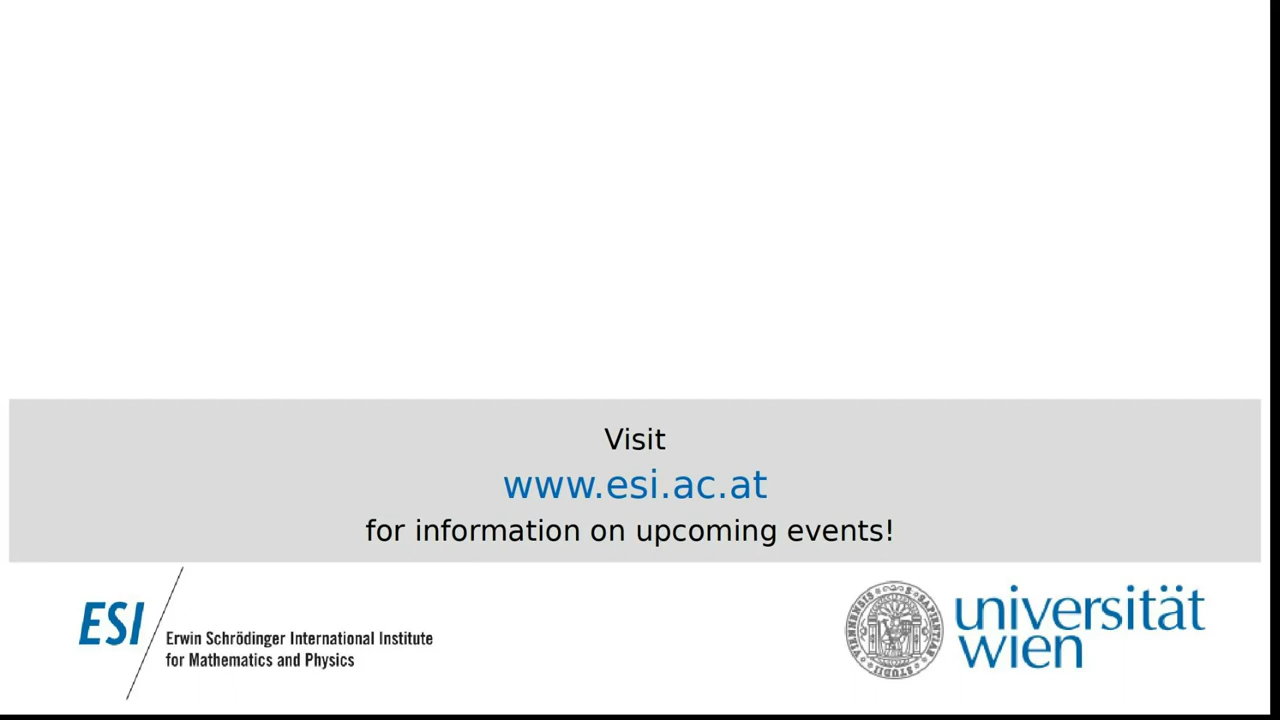 Visit
www.esi.ac.at
for information on upcoming events!
ESI
Erwin Schrödinger International Institute
for Mathematics and Physics
universität
wien